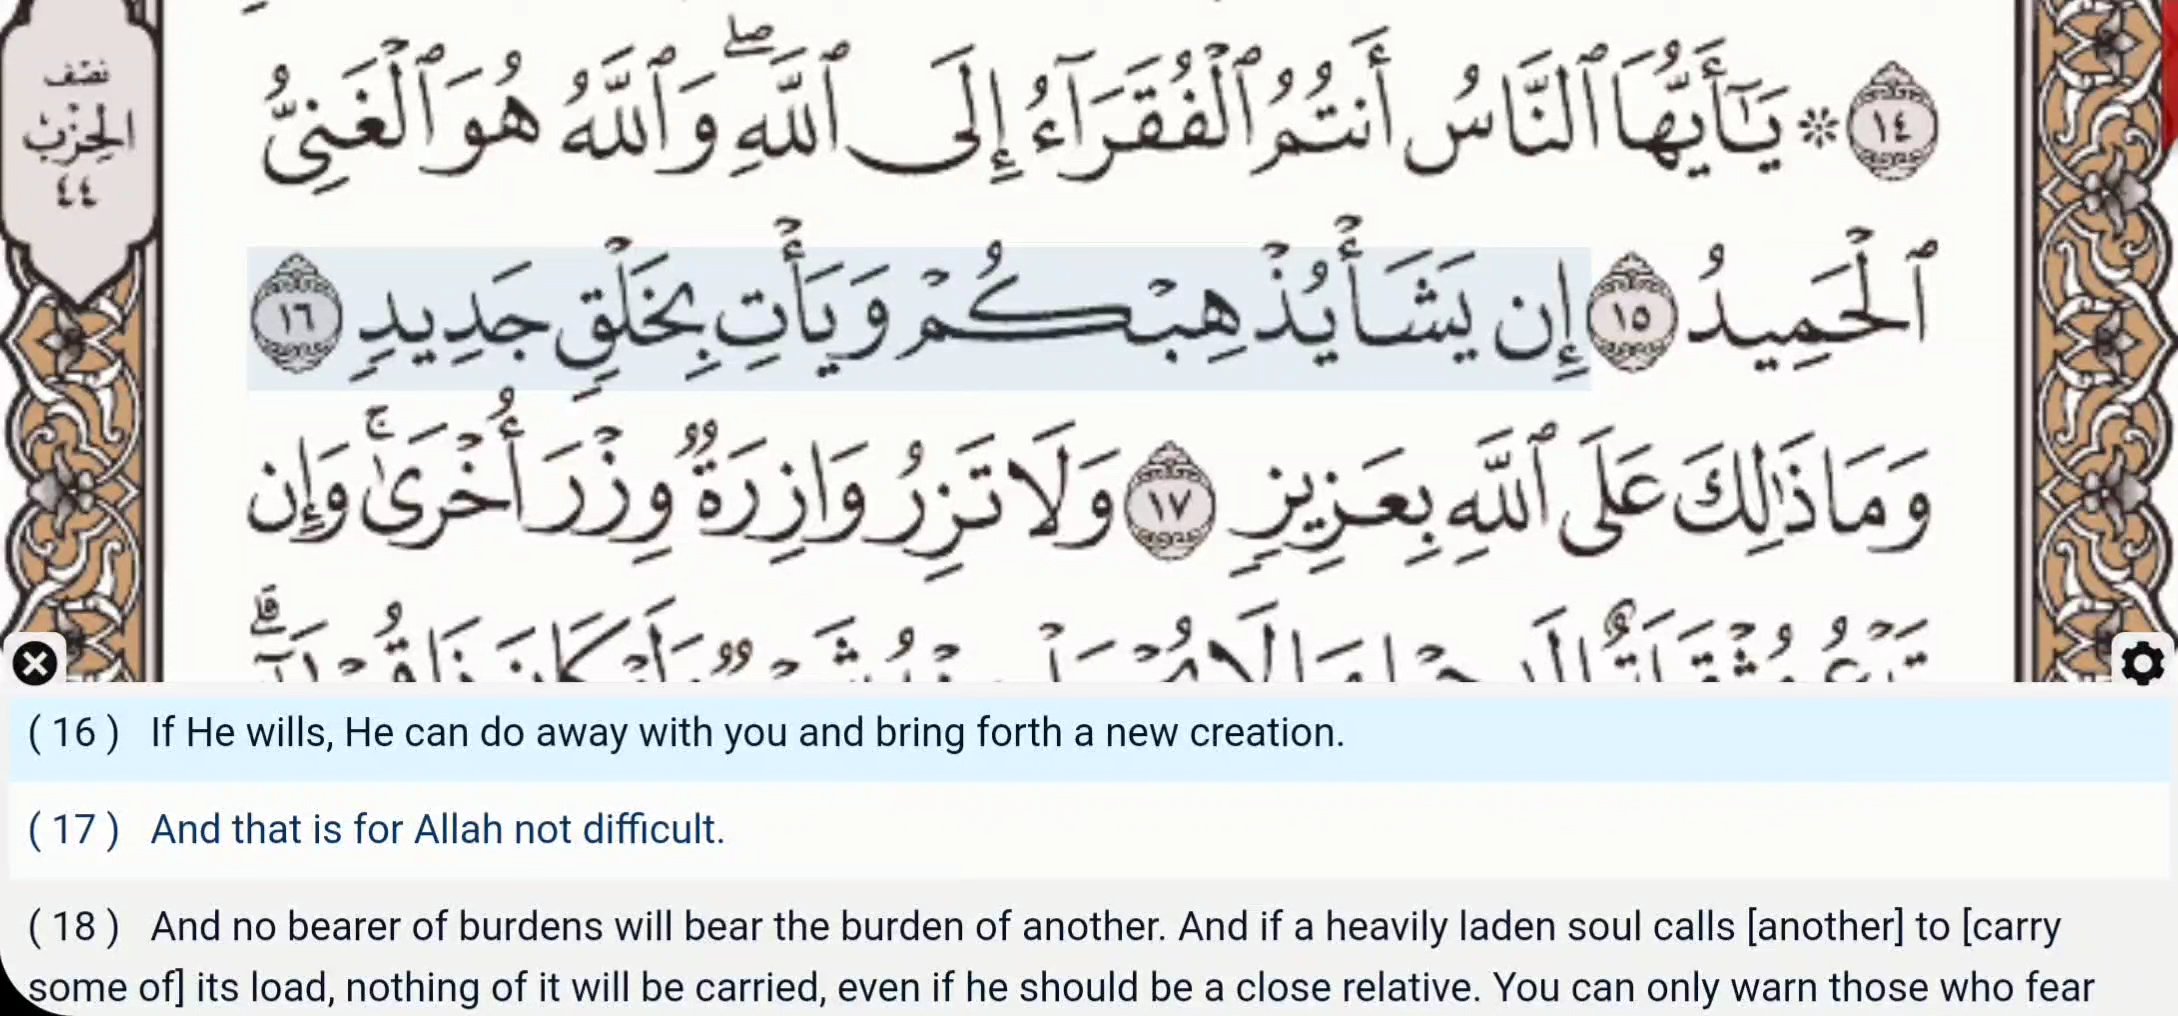 نصف
الحزب
٤٤
١٤ ۞ يَـٰٓأَيُّهَا ٱلنَّاسُ أَنتُمُ ٱلْفُقَرَآءُ إِلَى ٱللَّهِ ۖ وَٱللَّهُ هُوَ ٱلْغَنِىُّ
ٱلْحَمِيدُ ١٥ إِن يَشَأْ يُذْهِبْكُمْ وَيَأْتِ بِخَلْقٍ جَدِيدٍ ١٦
وَمَا ذَٰلِكَ عَلَى ٱللَّهِ بِعَزِيزٍ ١٧ وَلَا تَزِرُ وَازِرَةٌ وِزْرَ أُخْرَىٰ ۚ وَإِن
( 16 ) If He wills, He can do away with you and bring forth a new creation.
( 17 ) And that is for Allah not difficult.
( 18 ) And no bearer of burdens will bear the burden of another. And if a heavily laden soul calls [another] to [carry
some of] its load, nothing of it will be carried, even if he should be a close relative. You can only warn those who fear